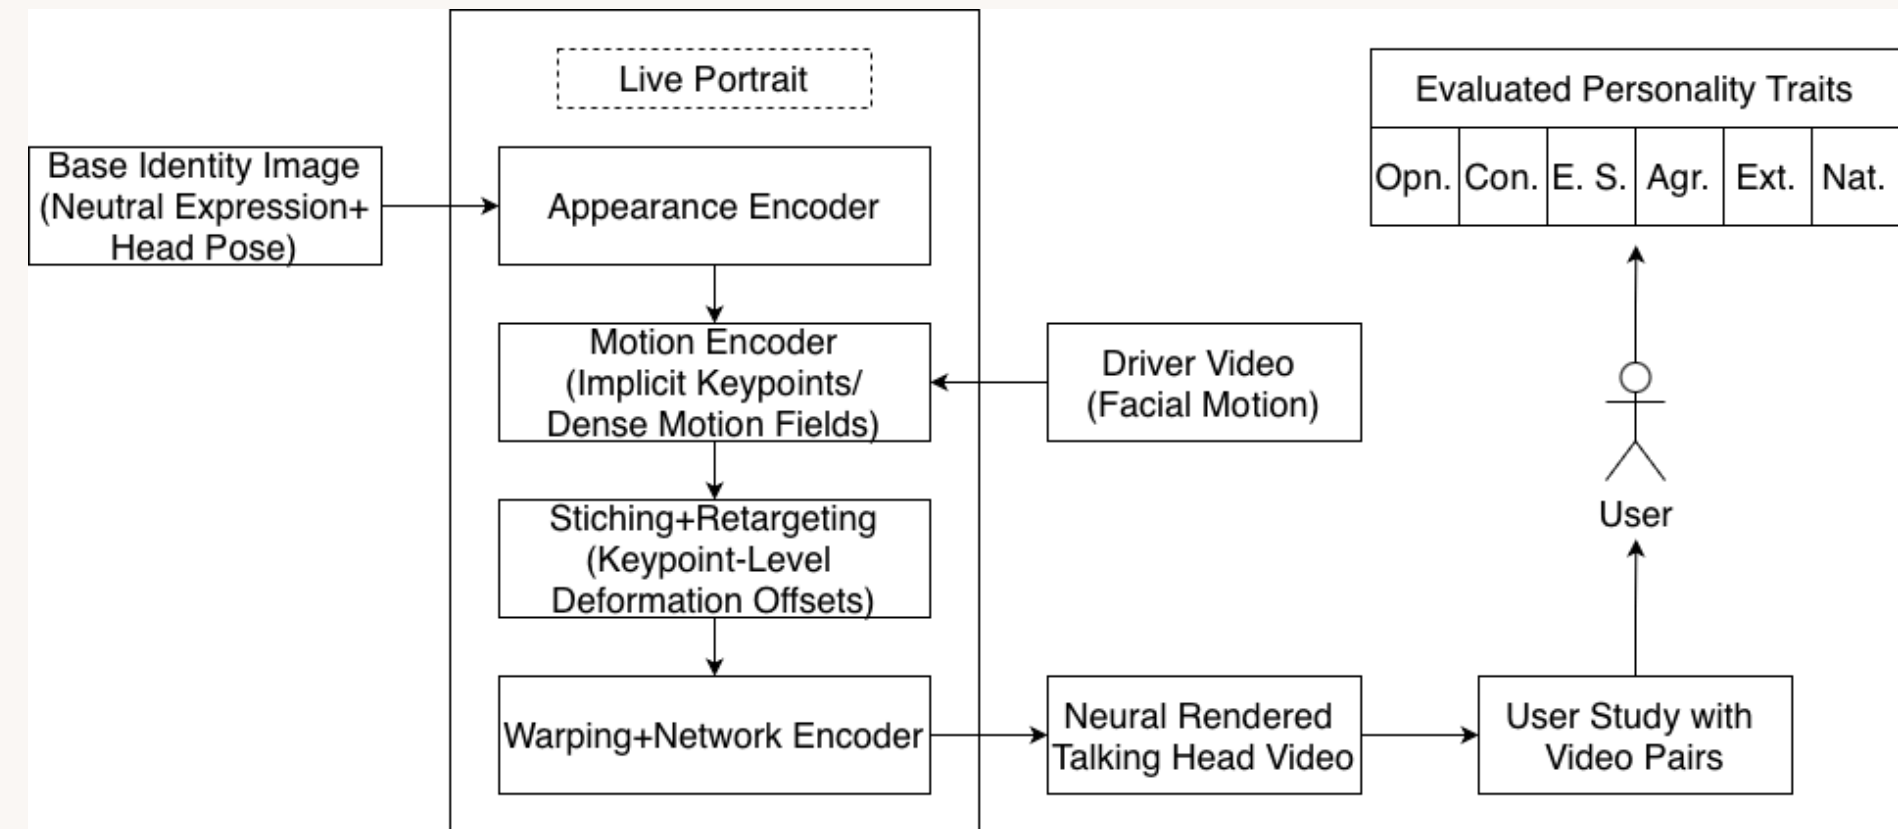 Live Portrait
Base Identity Image
(Neutral Expression+
Head Pose)
Appearance Encoder
Motion Encoder
(Implicit Keypoints/
Dense Motion Fields)
Driver Video
(Facial Motion)
Stiching+Retargeting
(Keypoint-Level
Deformation Offsets)
Warping+Network Encoder
Neural Rendered
Talking Head Video
User Study with
Video Pairs
User
Evaluated Personality Traits
Opn. Con. E. S. Agr. Ext. Nat.